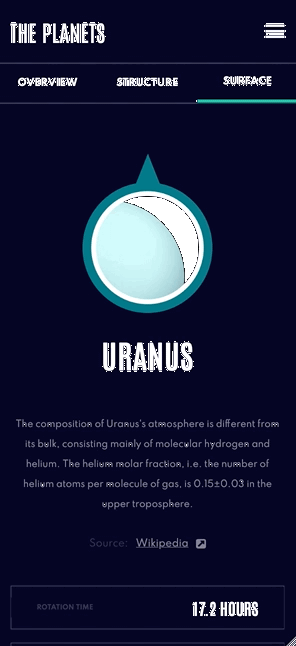 THE PLANETS
OVERVIEW STRUCTURE SURFACE
URANUS
The composition of Uranus's atmosphere is different from
its bulk, consisting mainly of molecular hydrogen and
helium. The helium molar fraction, i.e. the number of
helium atoms per molecule of gas, is 0.15±0.03 in the
upper troposphere.
Source: Wikipedia
ROTATION TIME 17.2 HOURS